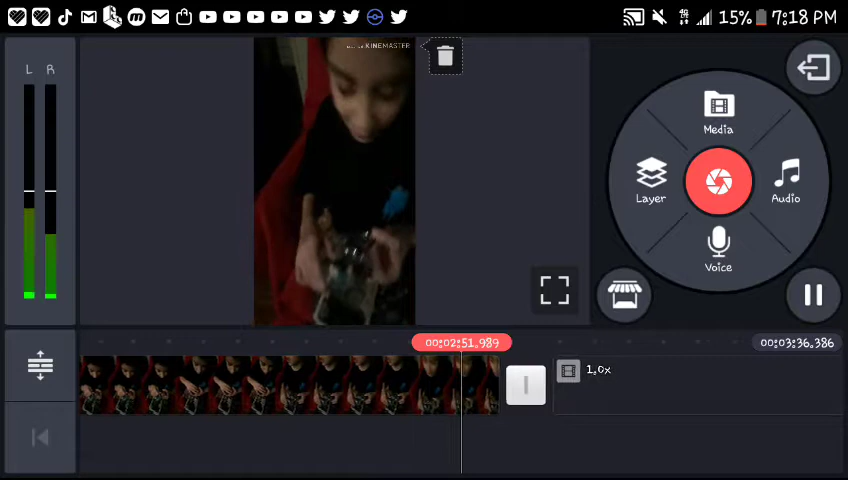 15% 7:18 PM
L R
KINEMASTER
Media
Layer
Audio
Voice
00:02:51.989
00:03:36.386
1.0x